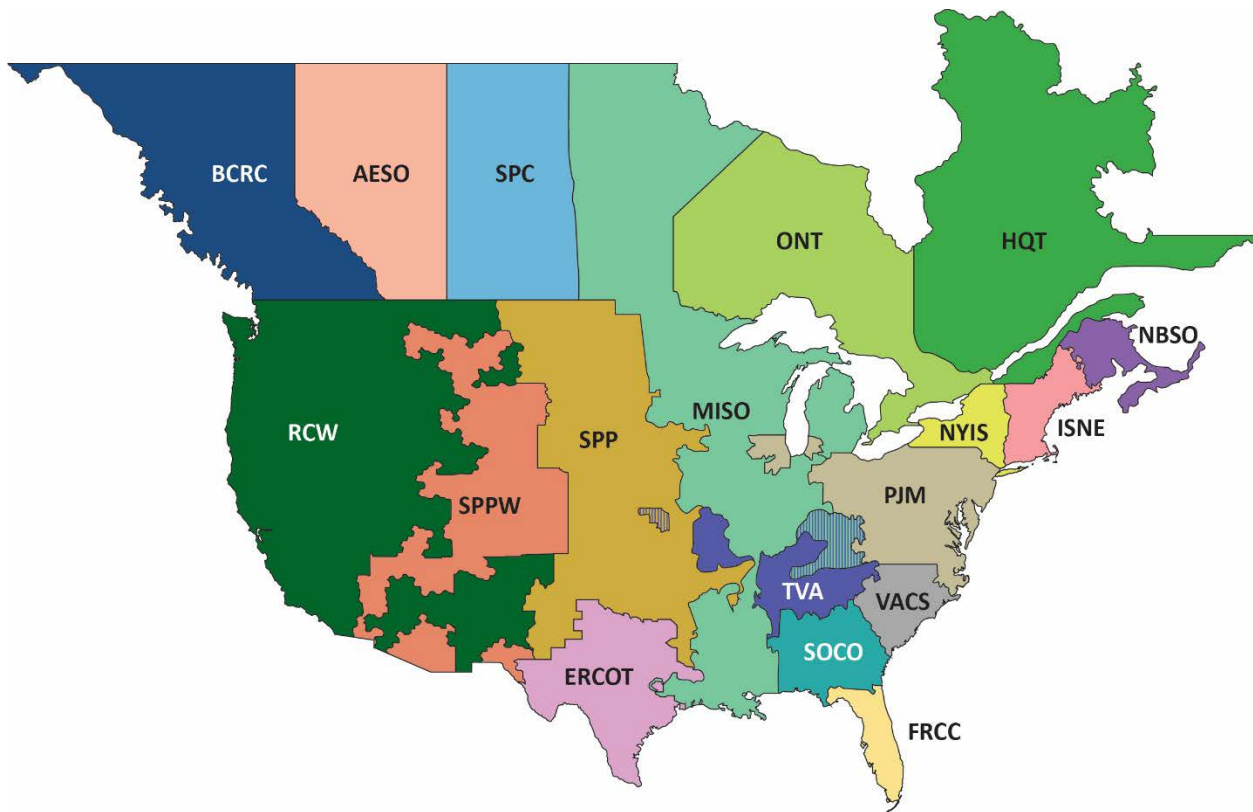 BCRC
AESO
SPC
ONT
HQT
NBSO
RCW
SPP
MISO
NYIS
ISNE
SPPW
PJM
TVA
VACS
SOCO
ERCOT
FRCC